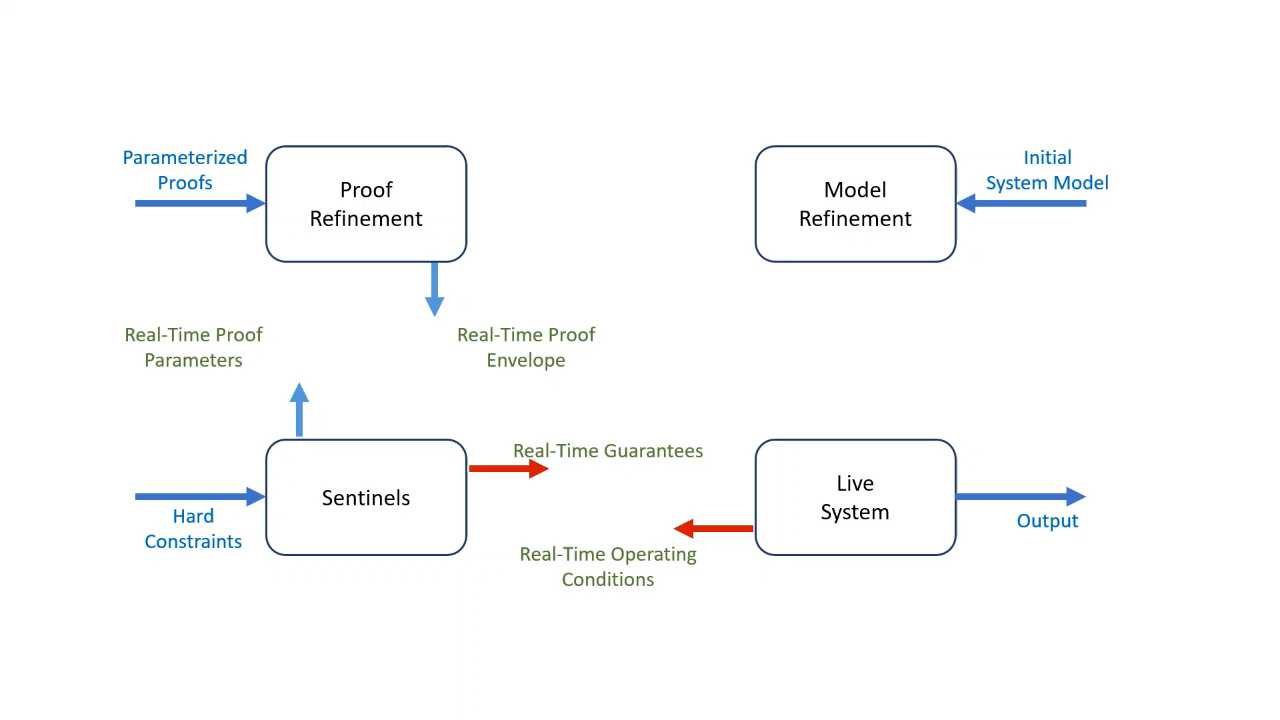 Parameterized
Proofs
Proof
Refinement
Model
Refinement
Initial
System Model
Real-Time Proof
Parameters
Real-Time Proof
Envelope
Real-Time Guarantees
Sentinels
Live
System
Hard
Constraints
Output
Real-Time Operating
Conditions